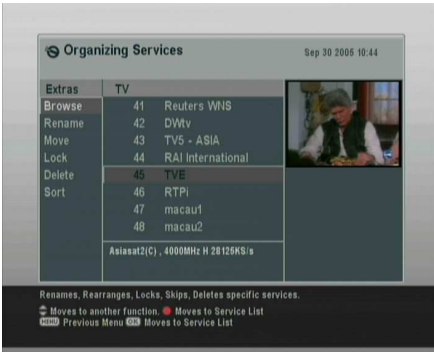 Organizing Services
Sep 30 2005 10:44
Extras
TV
Browse
41 Reuters WNS
Rename
42 DWtv
Move
43 TV5 - ASIA
Lock
44 RAI International
Delete
45 TVE
Sort
46 RTPi
47 macau1
48 macau2
Asiasat2(C) , 4000MHz H 28125KS/s
Renames, Rearranges, Locks, Skips, Deletes specific services.
Moves to another function. Moves to Service List
MENU Previous Menu OK Moves to Service List